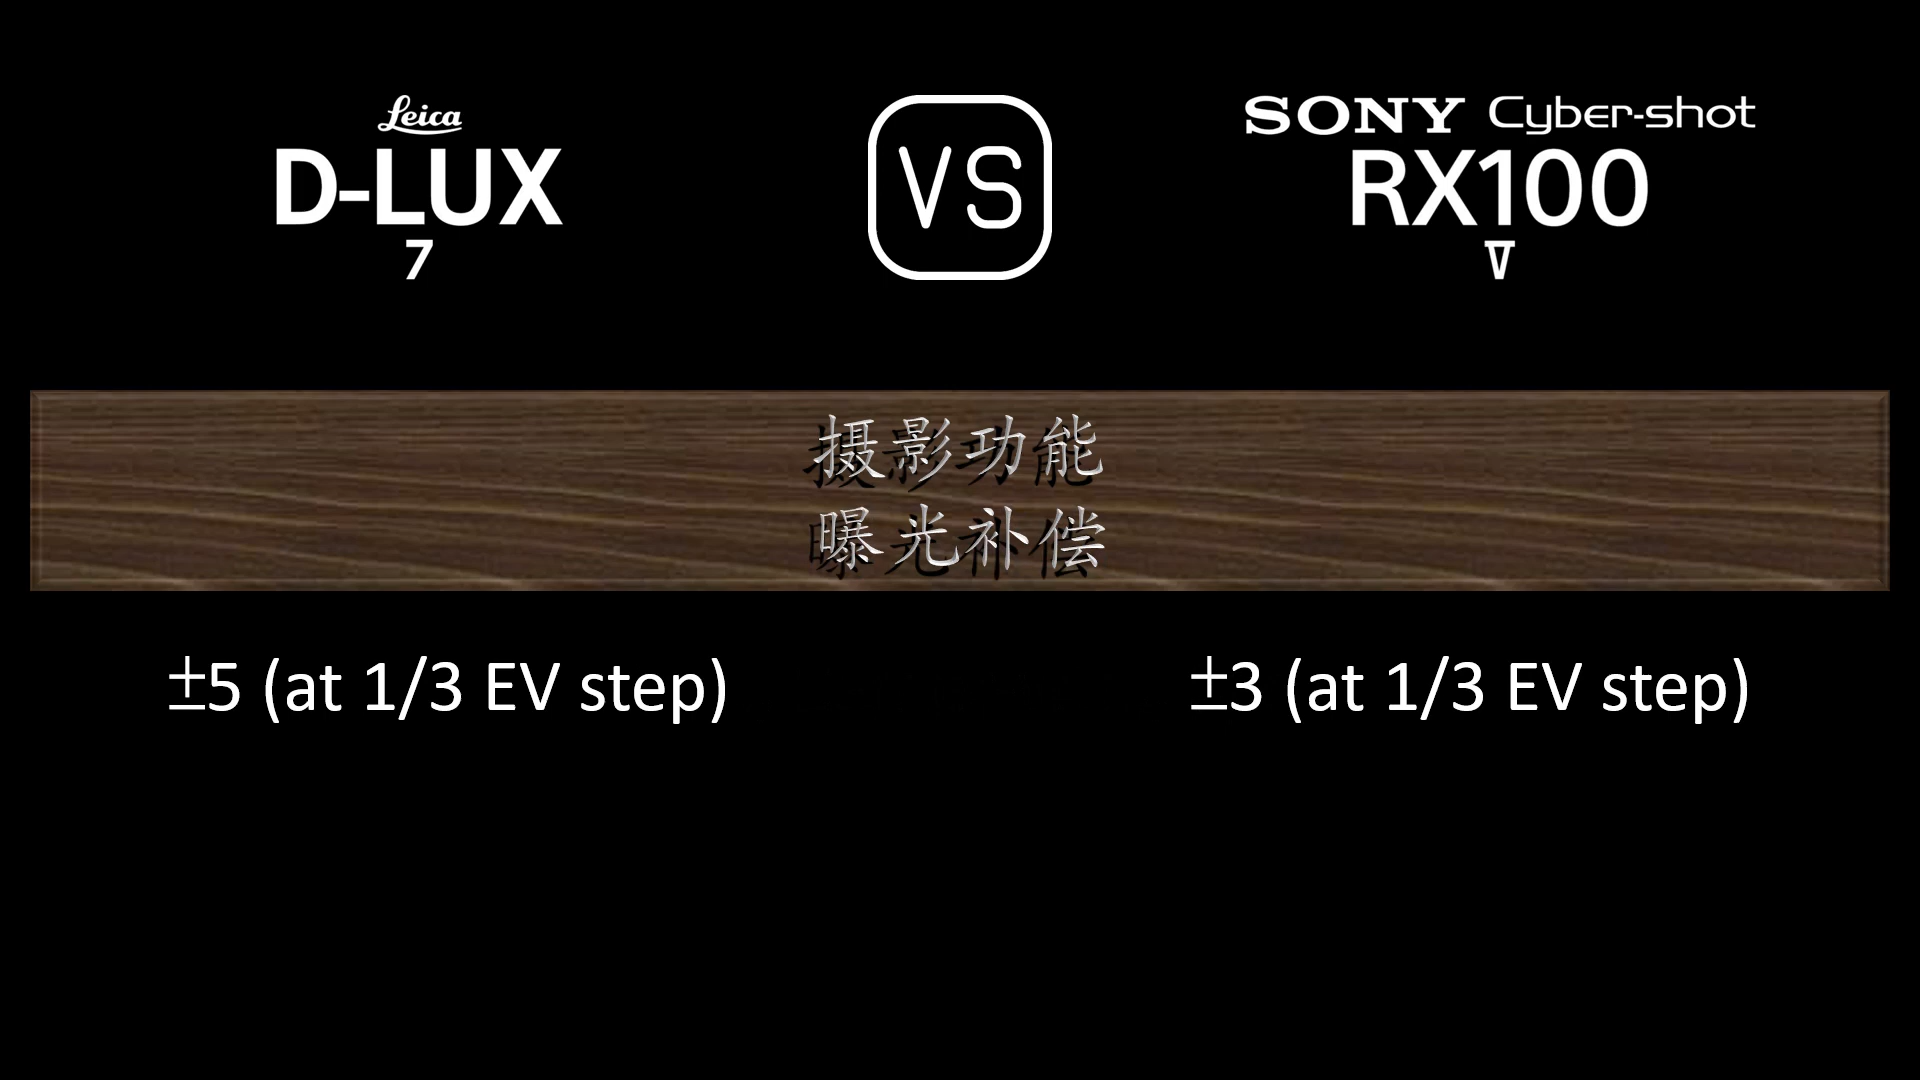 Leica
D-LUX
7
VS
SONY Cyber-shot
RX100
V
摄影功能
曝光补偿
±5 (at 1/3 EV step)
±3 (at 1/3 EV step)